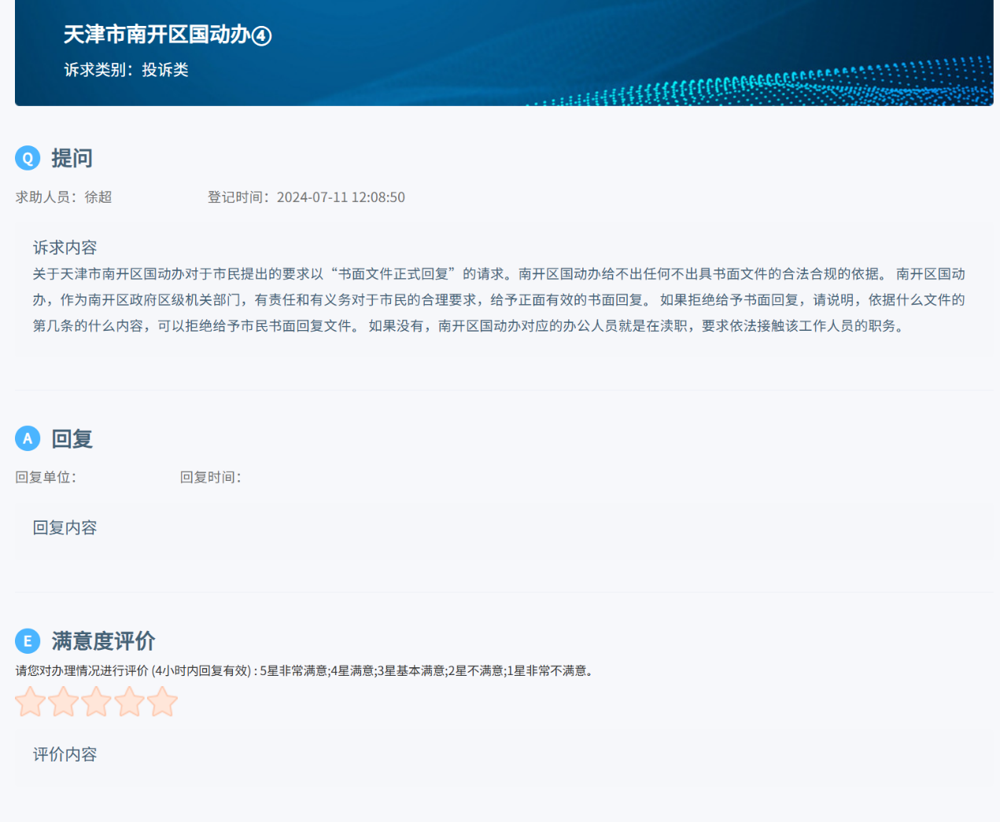 天津市南开区国动办④
诉求类别：投诉类
Q 提问
求助人员：徐超 登记时间：2024-07-11 12:08:50
诉求内容
关于天津市南开区国动办对于市民提出的要求以“书面文件正式回复”的请求。南开区国动办给不出任何不出具书面文件的合法合规的依据。 南开区国动
办，作为南开区政府区级机关部门，有责任和有义务对于市民的合理要求，给予正面有效的书面回复。 如果拒绝给予书面回复，请说明，依据什么文件的
第几条的什么内容，可以拒绝给予市民书面回复文件。 如果没有，南开区国动办对应的办公人员就是在渎职，要求依法接触该工作人员的职务。
A 回复
回复单位： 回复时间：
回复内容
E 满意度评价
请您对办理情况进行评价 (4小时内回复有效) : 5星非常满意;4星满意;3星基本满意;2星不满意;1星非常不满意。
评价内容